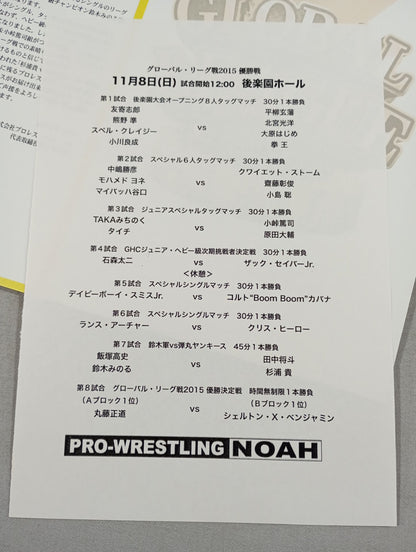 グローバル・リーグ戦2015 優勝戦
11月8日(日) 試合開始12:00 後楽園ホール
第1試合 後楽園大会オープニング8人タッグマッチ 30分1本勝負
友寄志郎 平柳玄藩
熊野 準 北宮光洋
スペル・クレイジー vs 大原はじめ
小川良成 拳 王
第2試合 スペシャル6人タッグマッチ 30分1本勝負
中嶋勝彦 クワイエット・ストーム
モハメド ヨネ vs 齋藤彰俊
マイバッハ谷口 小島 聡
第3試合 ジュニアスペシャルタッグマッチ 30分1本勝負
TAKAみちのく vs 小峠篤司
タイチ 原田大輔
第4試合 GHCジュニア・ヘビー級次期挑戦者決定戦 30分1本勝負
石森太二 vs ザック・セイバーJr.
<休憩>
第5試合 スペシャルシングルマッチ 30分1本勝負
デイビーボーイ・スミスJr. vs コルト"Boom Boom"カバナ
第6試合 スペシャルシングルマッチ 30分1本勝負
ランス・アーチャー vs クリス・ヒーロー
第7試合 鈴木軍vs弾丸ヤンキース 45分1本勝負
飯塚高史 vs 田中将斗
鈴木みのる 杉浦 貴
第8試合 グローバル・リーグ戦2015 優勝決定戦 時間無制限1本勝負
(Aブロック1位) (Bブロック1位)
丸藤正道 vs シェルトン・X・ベンジャミン
PRO-WRESTLING NOAH